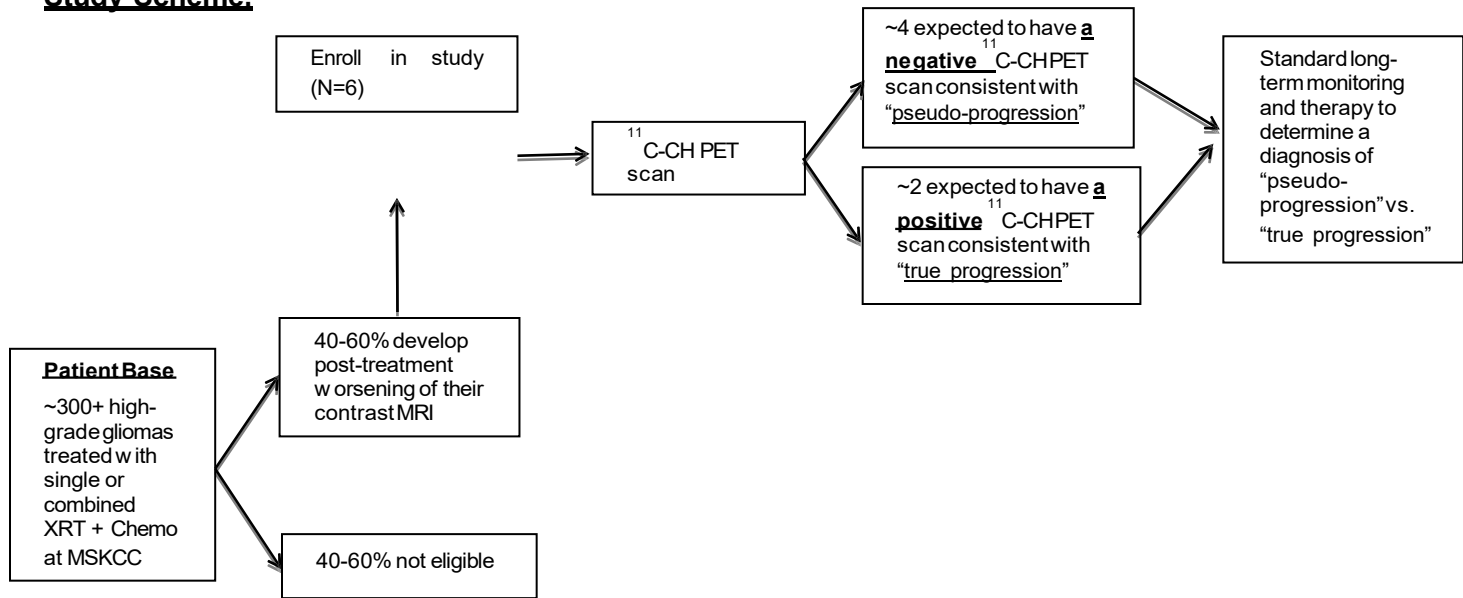 Study Scheme:
Patient Base
~300+ high-
grade gliomas
treated with
single or
combined
XRT + Chemo
at MSKCC
40-60% develop
post-treatment
worsening of their
contrast MRI
40-60% not eligible
Enroll in study
(N=6)
11C-CH PET
scan
~4 expected to have a
negative 11C-CH PET
scan consistent with
“pseudo-progression”
~2 expected to have a
positive 11C-CH PET
scan consistent with
“true progression”
Standard long-
term monitoring
and therapy to
determine a
diagnosis of
“pseudo-
progression” vs.
“true progression”